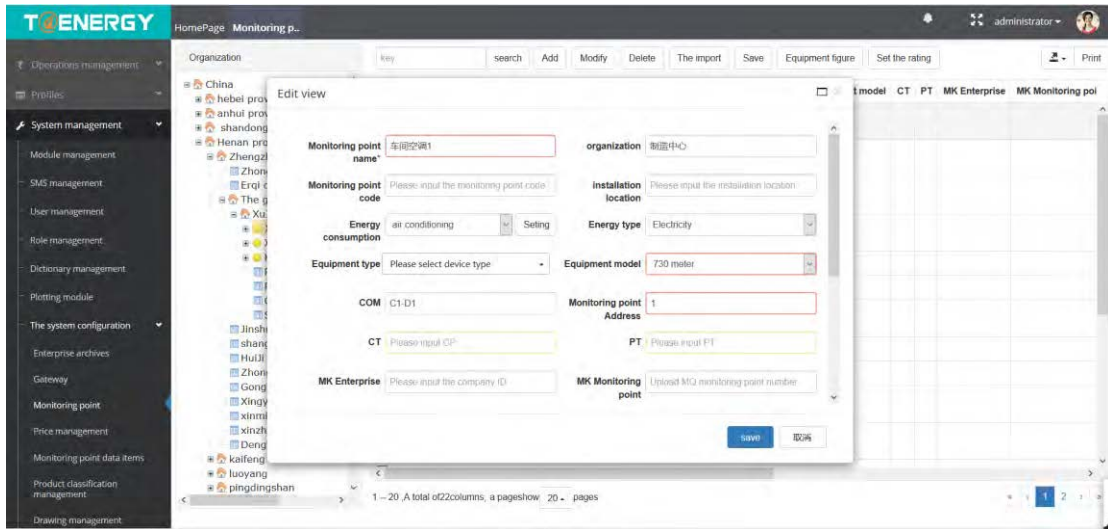 T@ENERGY
HomePage Monitoring p..
administrator
Operations management
Profiles
System management
Module management
SMS management
User management
Role management
Dictionary management
Plotting module
The system configuration
Enterprise archives
Gateway
Monitoring point
Price management
Monitoring point data items
Product classification
management
Drawing management
Organization
China
hebei prov
anhui prov
shandong
Henan pro
Zhengzl
Zhon
Erqi c
The g
Xu
Jinsh
shang
HuiJi
Zhon
Gong
Xingy
xinmi
xinzh
Deng
kaifeng
luoyang
pingdingshan
key search Add Modify Delete The import Save Equipment figure Set the rating Print
t model CT PT MK Enterprise MK Monitoring poi
Edit view
Monitoring point
name*
车间空调1
organization 制造中心
Monitoring point
code
Please input the monitoring point code
Installation
location
Please input the installation location
Energy
consumption
air conditioning Seting
Energy type Electricity
Equipment type Please select device type
Equipment model 730 meter
COM C1-D1
Monitoring point
Address
1
CT Please input CP
PT Please input PT
MK Enterprise Please input the company ID
MK Monitoring
point
Upload MQ monitoring point number
save 取消
1 -- 20 ,A total of22columns, a pageshow 20 pages
1 2